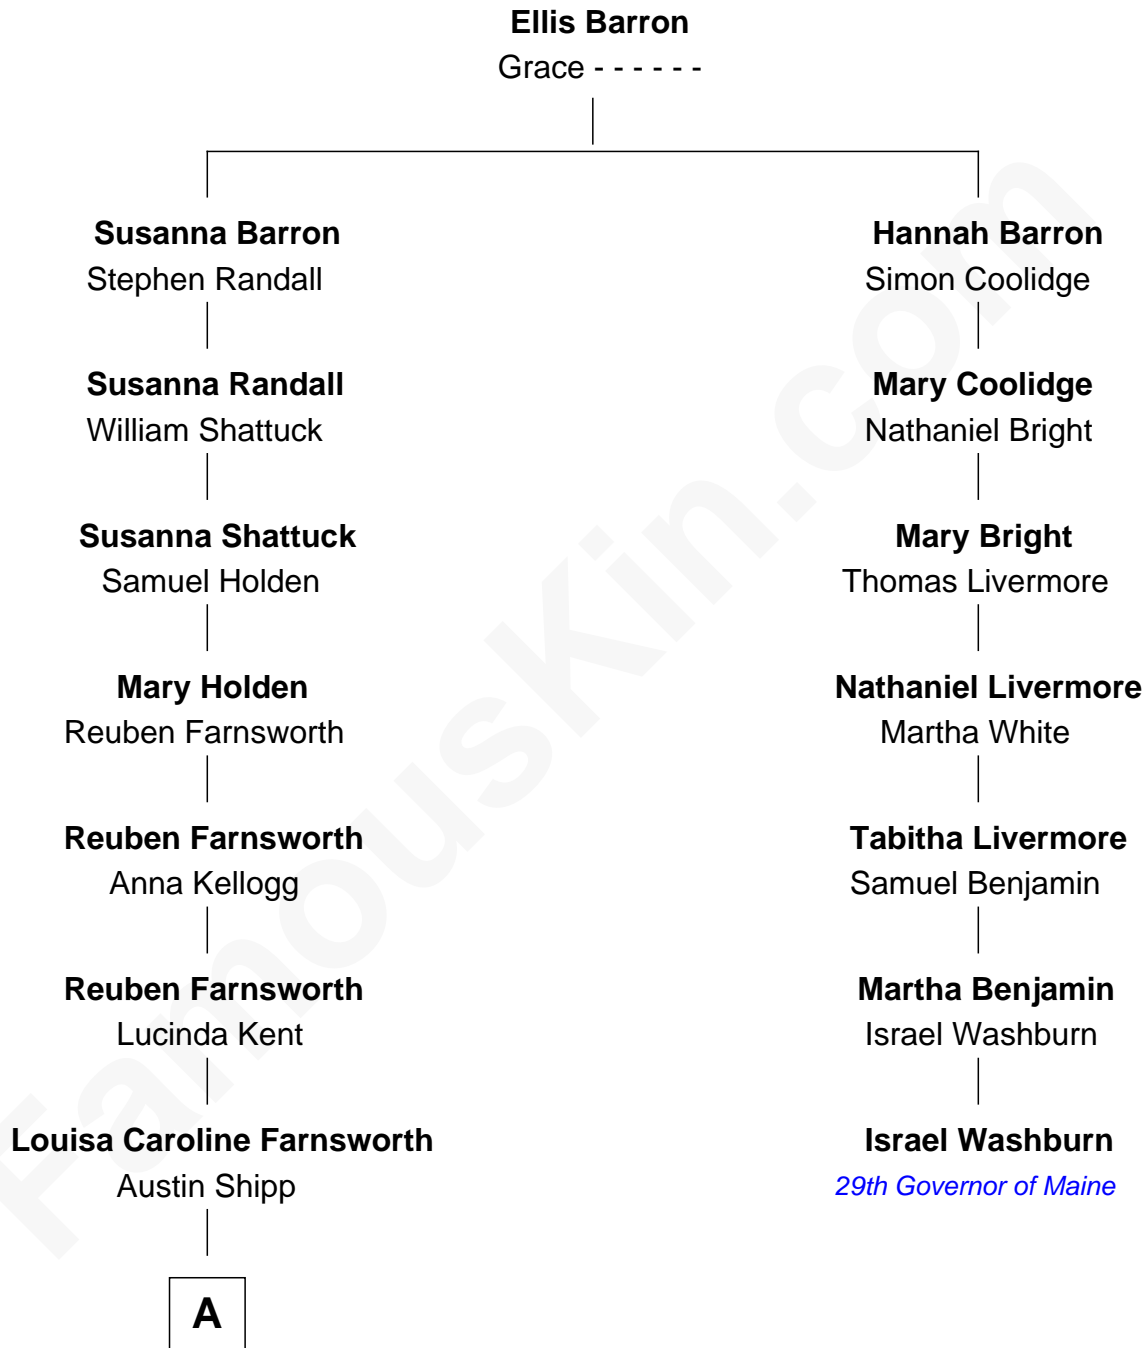 Ellis Barron
Grace - - - - - -
Susanna Barron
Stephen Randall
Hannah Barron
Simon Coolidge
Susanna Randall
William Shattuck
Mary Coolidge
Nathaniel Bright
Susanna Shattuck
Samuel Holden
Mary Bright
Thomas Livermore
Mary Holden
Reuben Farnsworth
Nathaniel Livermore
Martha White
Reuben Farnsworth
Anna Kellogg
Tabitha Livermore
Samuel Benjamin
Reuben Farnsworth
Lucinda Kent
Martha Benjamin
Israel Washburn
Louisa Caroline Farnsworth
Austin Shipp
Israel Washburn
29th Governor of Maine
A
FamousKin.com